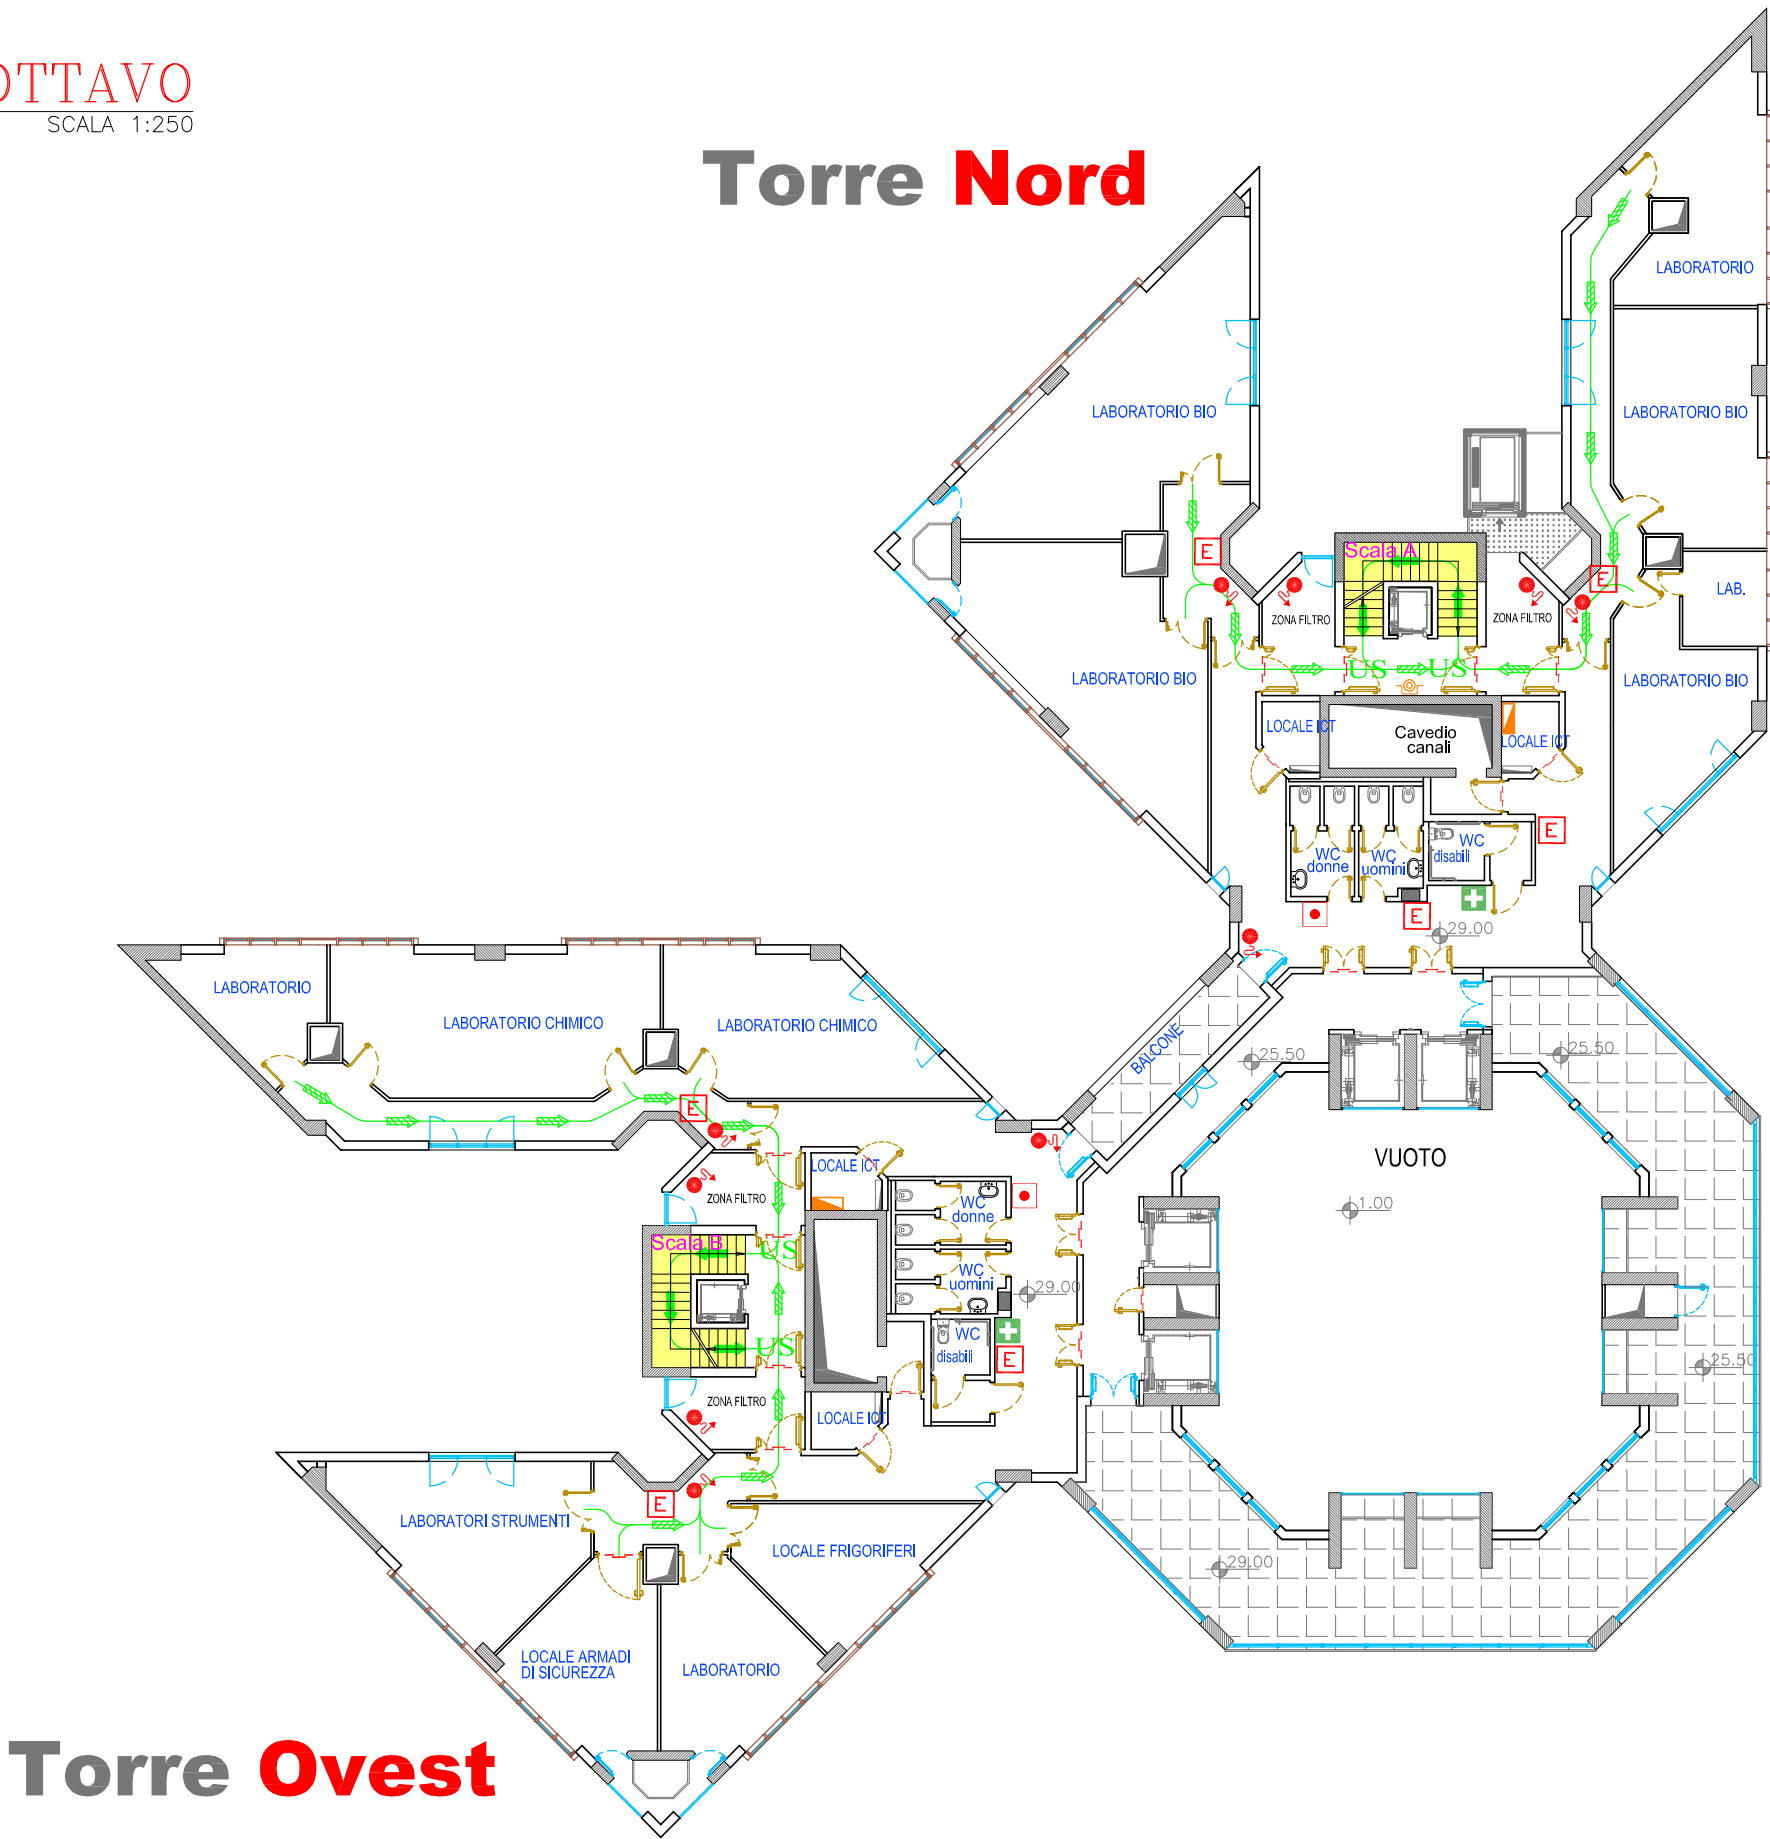 OTTAVO
SCALA 1:250
Torre Nord
LABORATORIO
LABORATORIO BIO
LABORATORIO BIO
E
Scala A
E
LAB.
ZONA FILTRO
ZONA FILTRO
US
US
LABORATORIO BIO
LABORATORIO BIO
LOCALE ICT
Cavedio
canali
LOCALE ICT
E
WC
donne
WC
uomini
WC
disabili
E
29.00
LABORATORIO
LABORATORIO CHIMICO
LABORATORIO CHIMICO
BALCONE
25.50
25.50
E
LOCALE ICT
VUOTO
ZONA FILTRO
WC
donne
1.00
Scala B
US
WC
uomini
29.00
US
WC
disabili
E
25.50
ZONA FILTRO
LOCALE ICT
E
LABORATORI STRUMENTI
LOCALE FRIGORIFERI
29.00
LOCALE ARMADI
DI SICUREZZA
LABORATORIO
Torre Ovest